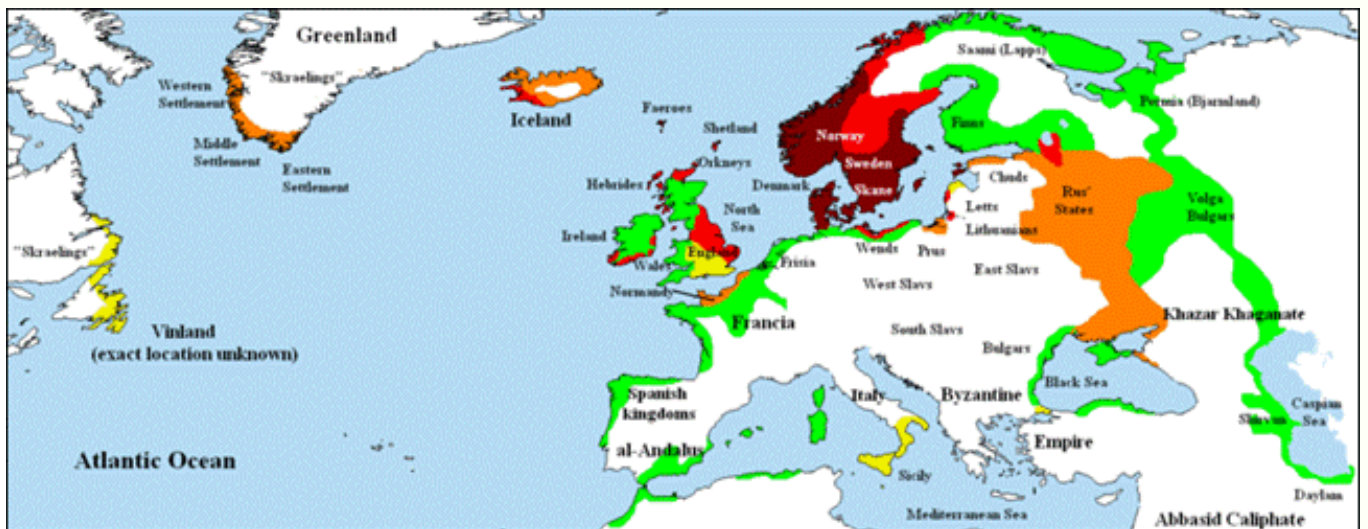 Greenland
"Skraelings"
Western
Settlement
Middle
Settlement
Eastern
Settlement
Iceland
Faeroes
Shetland
Orkneys
Hebrides
Norway
Sweden
Skane
Denmark
Saami (Lapps)
Permia (Bjarmland)
Finns
Chuds
Rus'
States
Volga
Bulgars
Letts
Lithuanians
North
Sea
Ireland
England
Wales
Wends
Prus
Frisia
Normandy
West Slavs
East Slavs
"Skraelings"
Vinland
(exact location unknown)
Francia
South Slavs
Khazar Khaganate
Bulgars
Black Sea
Spanish
kingdoms
Italy
Byzantine
Empire
Caspian
Sea
Shirvan
al-Andalus
Atlantic Ocean
Sicily
Daylam
Mediterranean Sea
Abbasid Caliphate